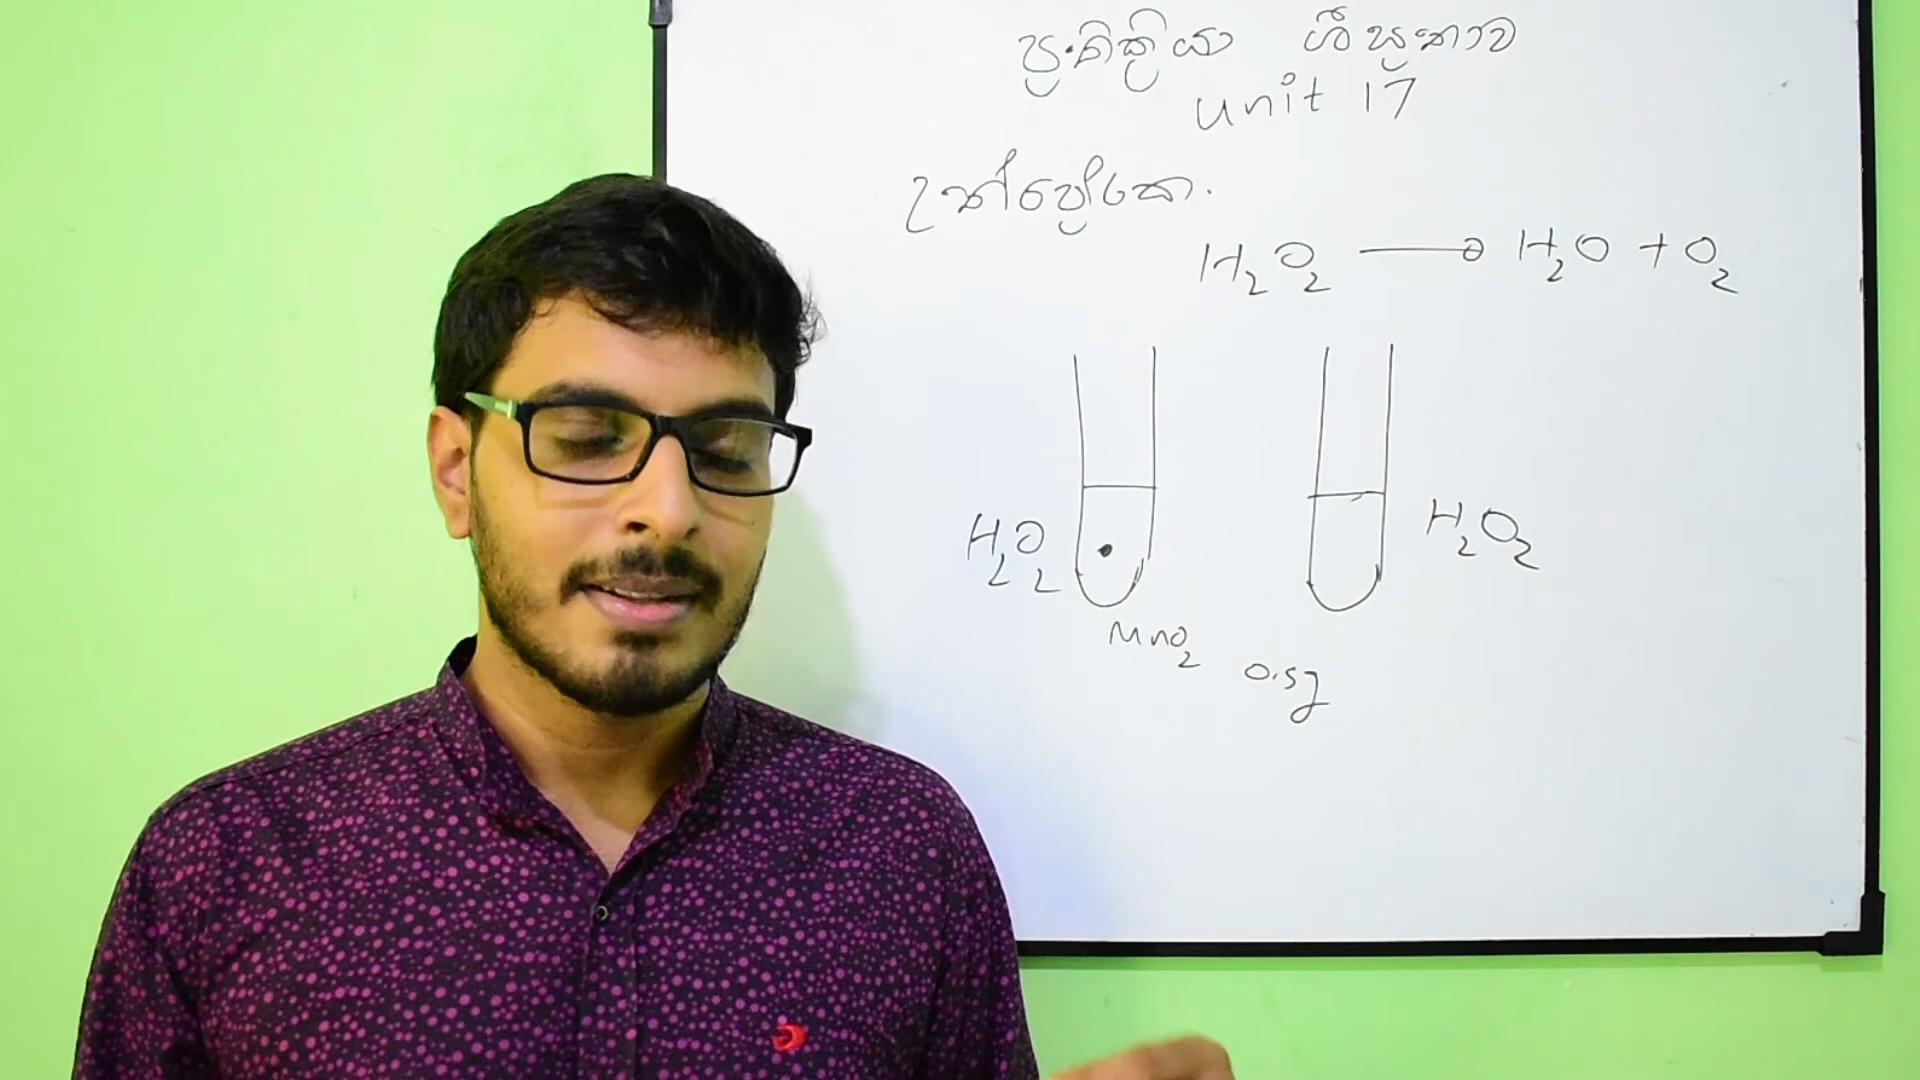 ප්‍රතික්‍රියා ශීඝ්‍රතාව
unit 17
උත්ප්‍රේරක.
H₂O₂ → H₂O + O₂
H₂O₂
H₂O₂
MnO₂
0.5g